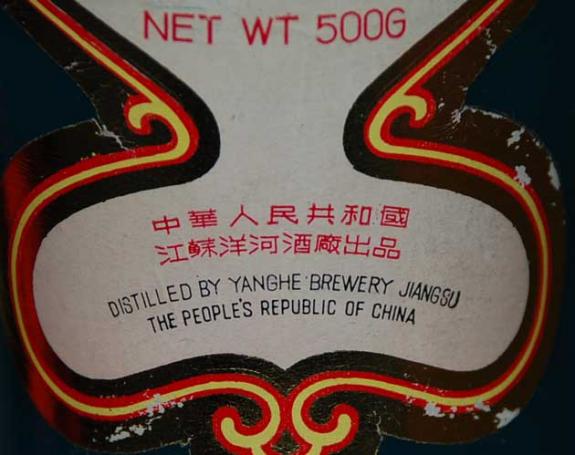 NET WT 500G
中華人民共和國
江蘇洋河酒廠出品
DISTILLED BY YANGHE BREWERY JIANGSU
THE PEOPLE'S REPUBLIC OF CHINA